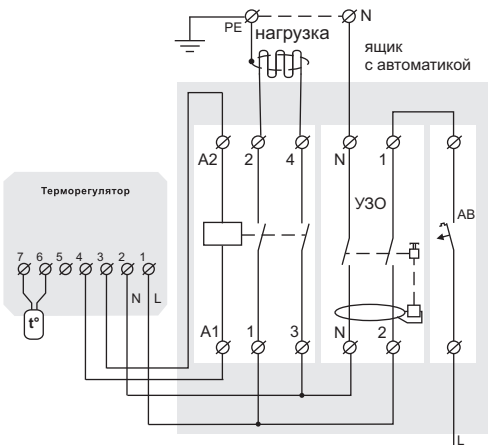 PE
N
нагрузка
ящик
с автоматикой
A2
2
4
N
1
УЗО
АВ
Терморегулятор
7
6
5
4
3
2
1
N
L
t°
A1
1
3
N
2
L